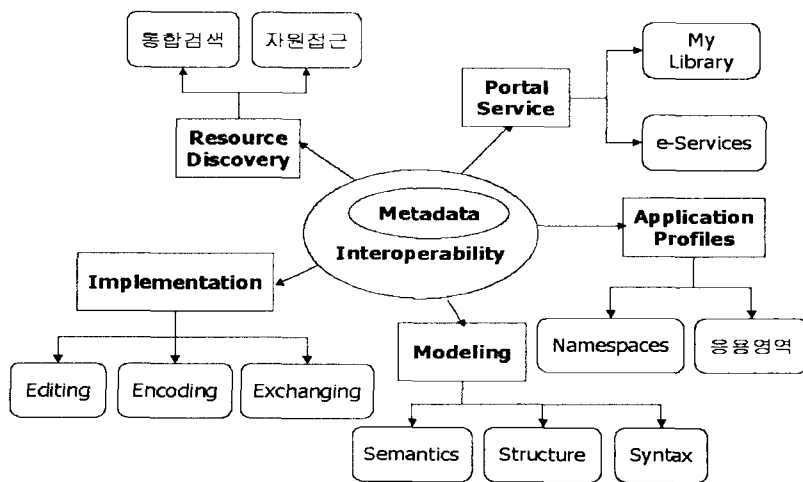 통합검색
자원접근
Resource
Discovery
Portal
Service
My
Library
e-Services
Metadata
Interoperability
Application
Profiles
Namespaces
응용영역
Implementation
Editing
Encoding
Exchanging
Modeling
Semantics
Structure
Syntax